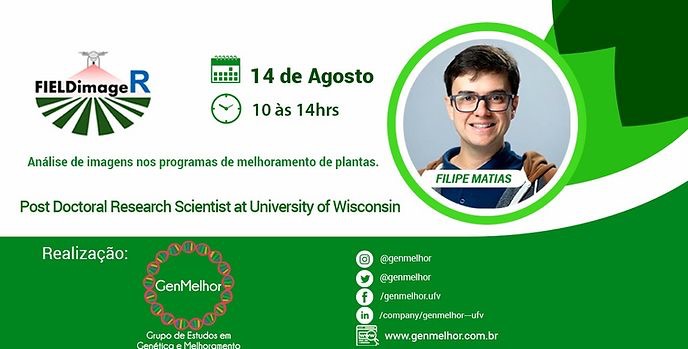 FIELDimageR
14 de Agosto
10 às 14hrs
Análise de imagens nos programas de melhoramento de plantas.
FILIPE MATIAS
Post Doctoral Research Scientist at University of Wisconsin
Realização:
GenMelhor
Grupo de Estudos em
Genética e Melhoramento
@genmelhor
@genmelhor
/genmelhor.ufv
/company/genmelhor--ufv
www.genmelhor.com.br